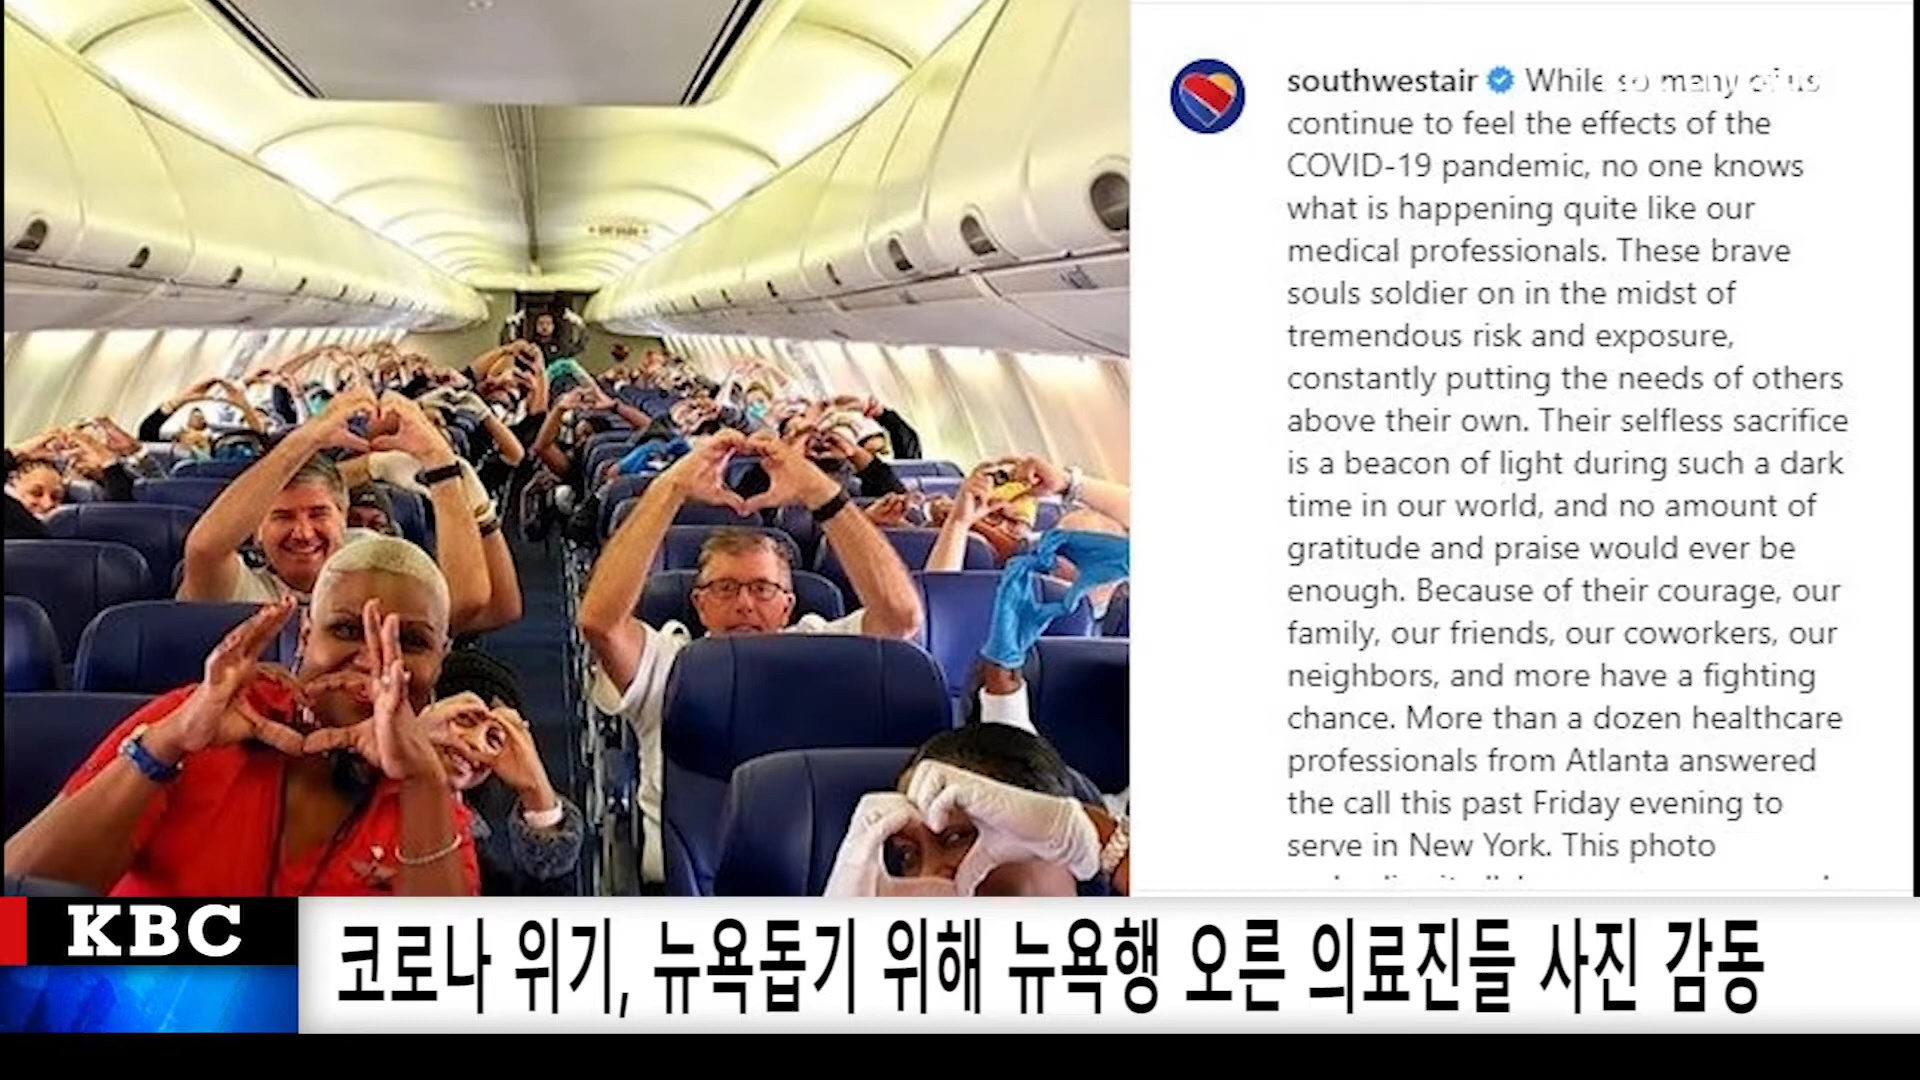 southwestair While so many of us
continue to feel the effects of the
COVID-19 pandemic, no one knows
what is happening quite like our
medical professionals. These brave
souls soldier on in the midst of
tremendous risk and exposure,
constantly putting the needs of others
above their own. Their selfless sacrifice
is a beacon of light during such a dark
time in our world, and no amount of
gratitude and praise would ever be
enough. Because of their courage, our
family, our friends, our coworkers, our
neighbors, and more have a fighting
chance. More than a dozen healthcare
professionals from Atlanta answered
the call this past Friday evening to
serve in New York. This photo
KBC
코로나 위기, 뉴욕돕기 위해 뉴욕행 오른 의료진들 사진 감동